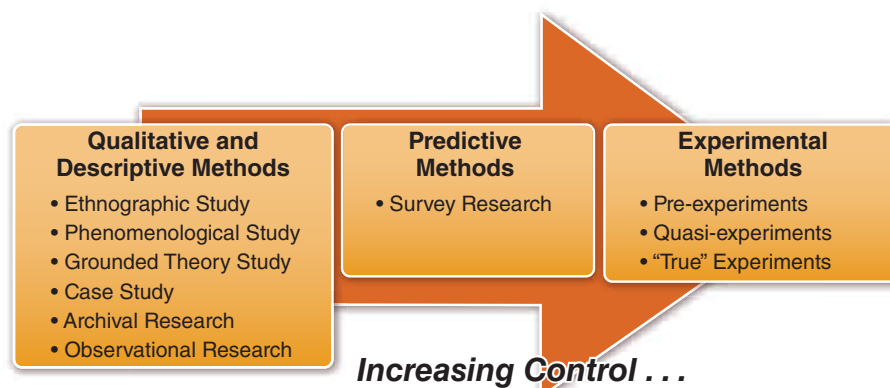 Qualitative and
Descriptive Methods
• Ethnographic Study
• Phenomenological Study
• Grounded Theory Study
• Case Study
• Archival Research
• Observational Research
Predictive
Methods
• Survey Research
Experimental
Methods
• Pre-experiments
• Quasi-experiments
• “True” Experiments
Increasing Control . . .